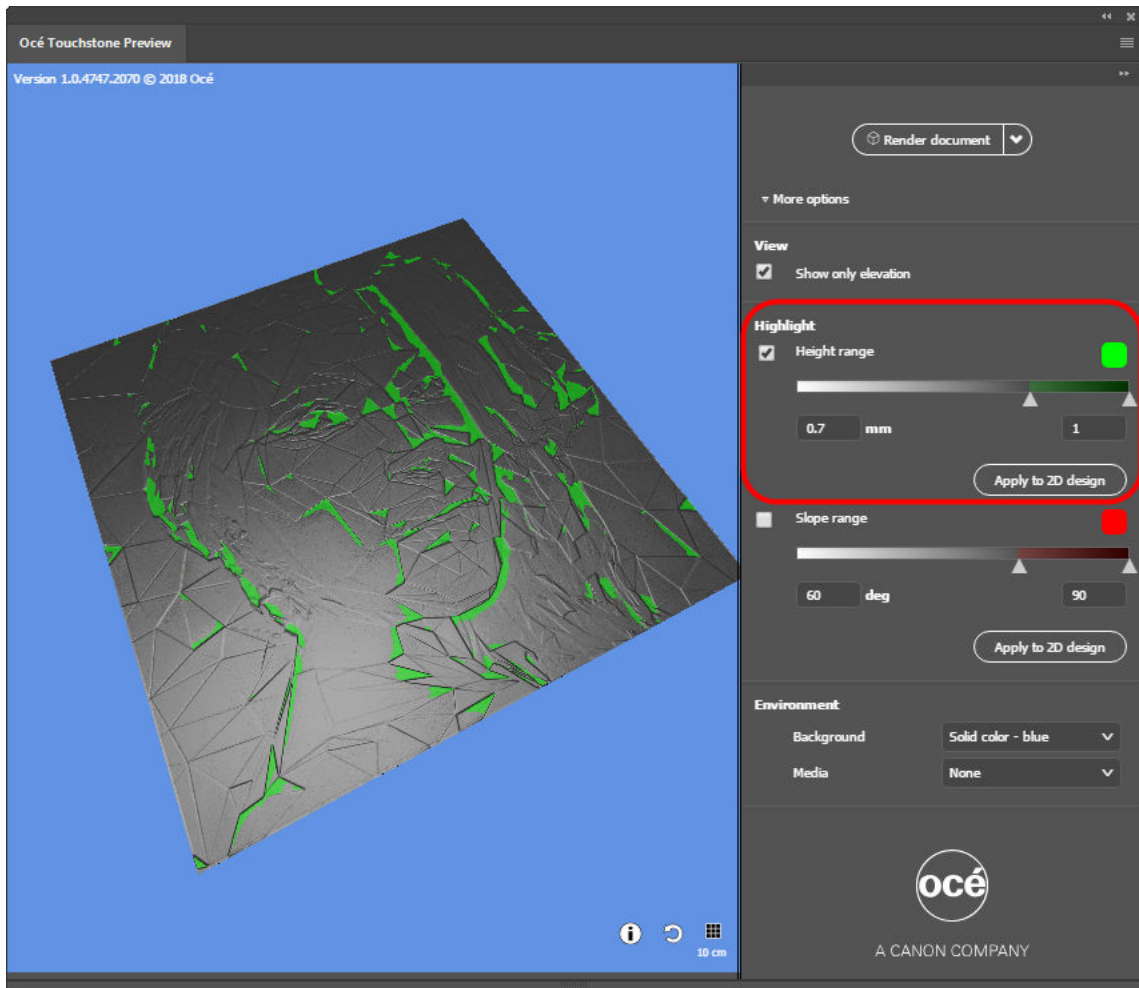 Océ Touchstone Preview
Version 1.0.4747.2070 © 2018 Océ
Render document
More options
View
Show only elevation
Highlight
Height range
0.7 mm 1
Apply to 2D design
Slope range
60 deg 90
Apply to 2D design
Environment
Background Solid color - blue
Media None
océ
A CANON COMPANY
10 cm